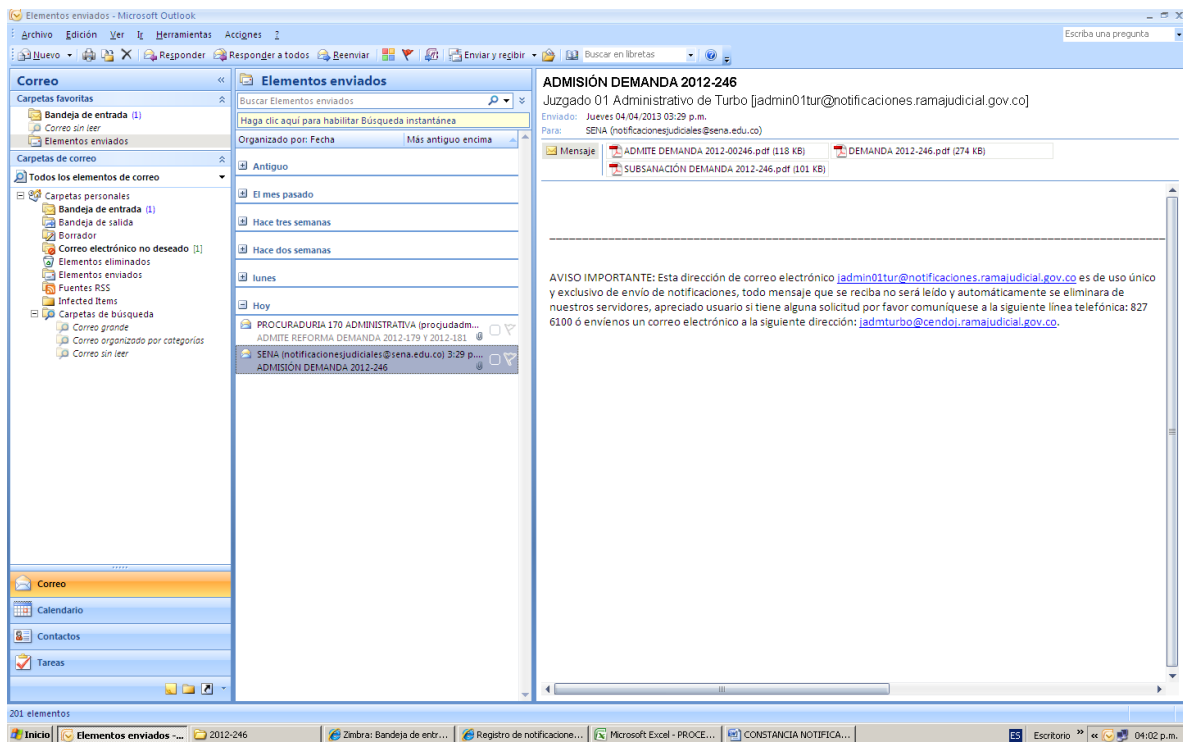 Elementos enviados - Microsoft Outlook
Archivo Edición Ver Ir Herramientas Acciones ?
Escriba una pregunta
Nuevo Responder Responder a todos Reenviar Enviar y recibir Buscar en libretas
Correo
Carpetas favoritas
Bandeja de entrada (1)
Correo sin leer
Elementos enviados
Carpetas de correo
Todos los elementos de correo
Carpetas personales
Bandeja de entrada (1)
Bandeja de salida
Borrador
Correo electrónico no deseado [1]
Elementos eliminados
Elementos enviados
Fuentes RSS
Infected Items
Carpetas de búsqueda
Correo grande
Correo organizado por categorías
Correo sin leer
Correo
Calendario
Contactos
Tareas
Elementos enviados
Buscar Elementos enviados
Haga clic aquí para habilitar Búsqueda instantánea
Organizado por: Fecha Más antiguo encima
Antiguo
El mes pasado
Hace tres semanas
Hace dos semanas
lunes
Hoy
PROCURADURIA 170 ADMINISTRATIVA (procjudadm...
ADMITE REFORMA DEMANDA 2012-179 Y 2012-181
SENA (notificacionesjudiciales@sena.edu.co) 3:29 p....
ADMISIÓN DEMANDA 2012-246
ADMISIÓN DEMANDA 2012-246
Juzgado 01 Administrativo de Turbo [jadmin01tur@notificaciones.ramajudicial.gov.co]
Enviado: Jueves 04/04/2013 03:29 p.m.
Para: SENA (notificacionesjudiciales@sena.edu.co)
Mensaje ADMITE DEMANDA 2012-00246.pdf (118 KB) DEMANDA 2012-246.pdf (274 KB)
SUBSANACIÓN DEMANDA 2012-246.pdf (101 KB)
AVISO IMPORTANTE: Esta dirección de correo electrónico jadmin01tur@notificaciones.ramajudicial.gov.co es de uso único
y exclusivo de envío de notificaciones, todo mensaje que se reciba no será leído y automáticamente se eliminara de
nuestros servidores, apreciado usuario si tiene alguna solicitud por favor comuníquese a la siguiente línea telefónica: 827
6100 ó envíenos un correo electrónico a la siguiente dirección: jadmturbo@cendoj.ramajudicial.gov.co.
201 elementos
Inicio Elementos enviados -... 2012-246 Zimbra: Bandeja de entr... Registro de notificacione... Microsoft Excel - PROCE... CONSTANCIA NOTIFICA... ES Escritorio » « 04:02 p.m.